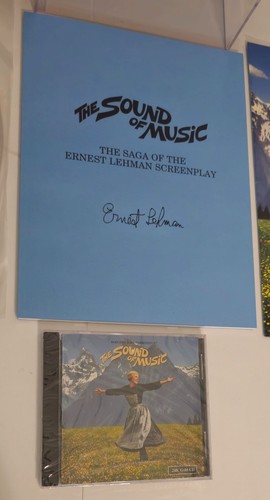 THE SOUND
OF MUSIC
THE SAGA OF THE
ERNEST LEHMAN SCREENPLAY
Ernest Lehman
THE SOUND
OF MUSIC